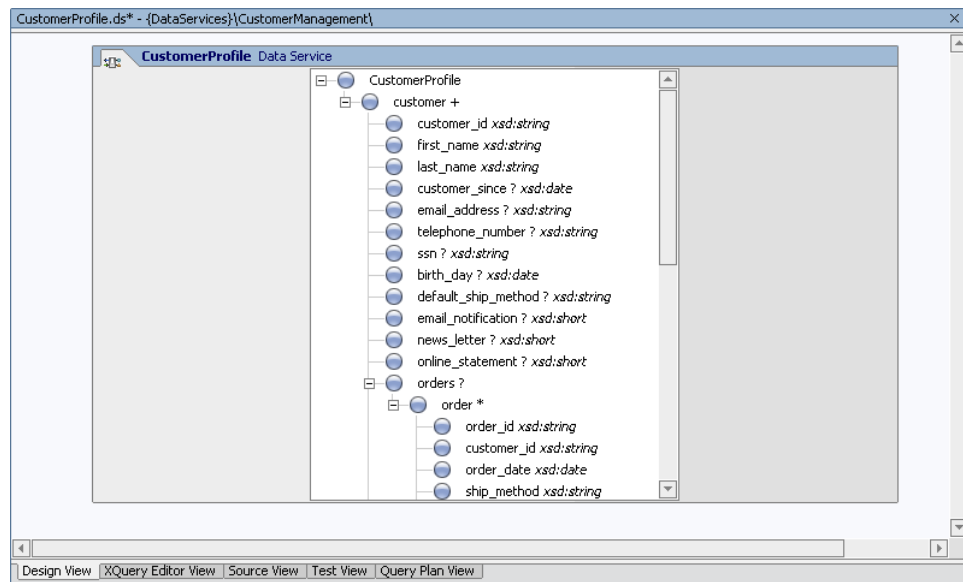 CustomerProfile.ds* - {DataServices}\CustomerManagement\
CustomerProfile Data Service
CustomerProfile
customer +
customer_id xsd:string
first_name xsd:string
last_name xsd:string
customer_since ? xsd:date
email_address ? xsd:string
telephone_number ? xsd:string
ssn ? xsd:string
birth_day ? xsd:date
default_ship_method ? xsd:string
email_notification ? xsd:short
news_letter ? xsd:short
online_statement ? xsd:short
orders ?
order *
order_id xsd:string
customer_id xsd:string
order_date xsd:date
ship_method xsd:string
Design View XQuery Editor View Source View Test View Query Plan View